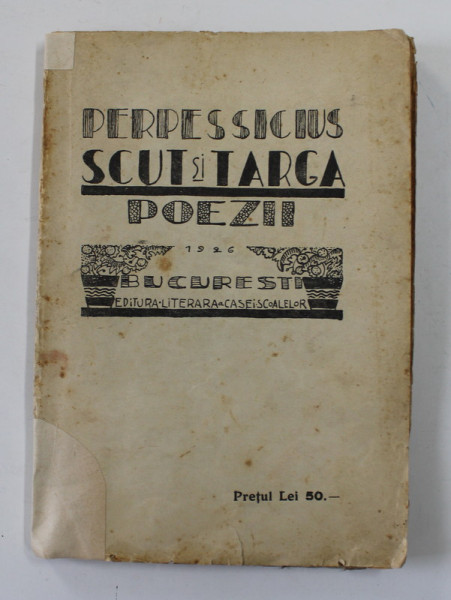 PERPESSICIUS
SCUT și TARGA
POEZII
1926
BUCUREȘTI
EDITURA·LITERARA A CASEI ȘCOALELOR
Prețul Lei 50.—